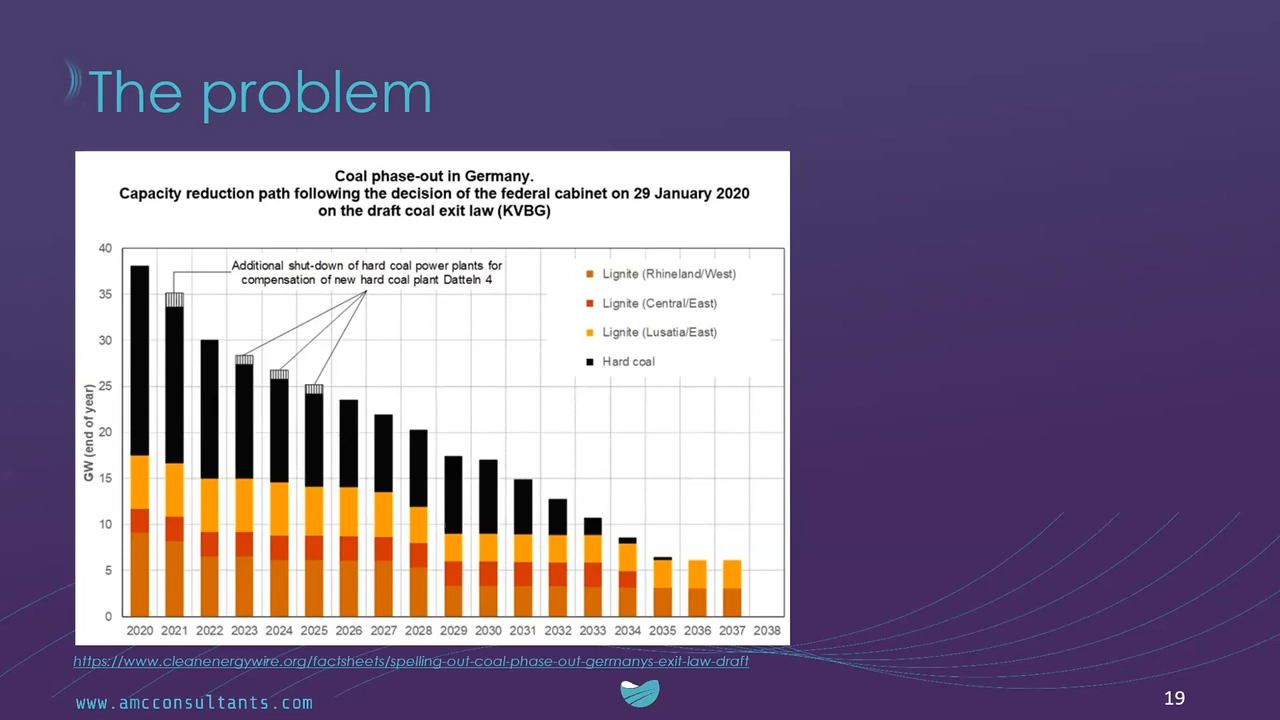 The problem
Coal phase-out in Germany.
Capacity reduction path following the decision of the federal cabinet on 29 January 2020
on the draft coal exit law (KVBG)
GW (end of year)
40
35
30
25
20
15
10
5
0
Additional shut-down of hard coal power plants for
compensation of new hard coal plant Datteln 4
Lignite (Rhineland/West)
Lignite (Central/East)
Lignite (Lusatia/East)
Hard coal
2020 2021 2022 2023 2024 2025 2026 2027 2028 2029 2030 2031 2032 2033 2034 2035 2036 2037 2038
https://www.cleanenergywire.org/factsheets/spelling-out-coal-phase-out-germanys-exit-law-draft
www.amcconsultants.com
19